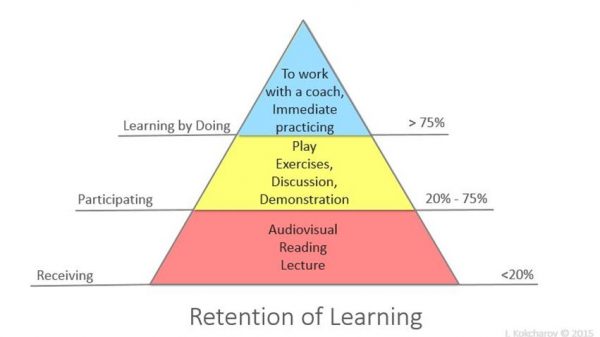 To work
with a coach,
Immediate
practicing
Learning by Doing
> 75%
Play
Exercises,
Discussion,
Demonstration
Participating
20% - 75%
Audiovisual
Reading
Lecture
Receiving
<20%
Retention of Learning
I. Kokcharov © 2015